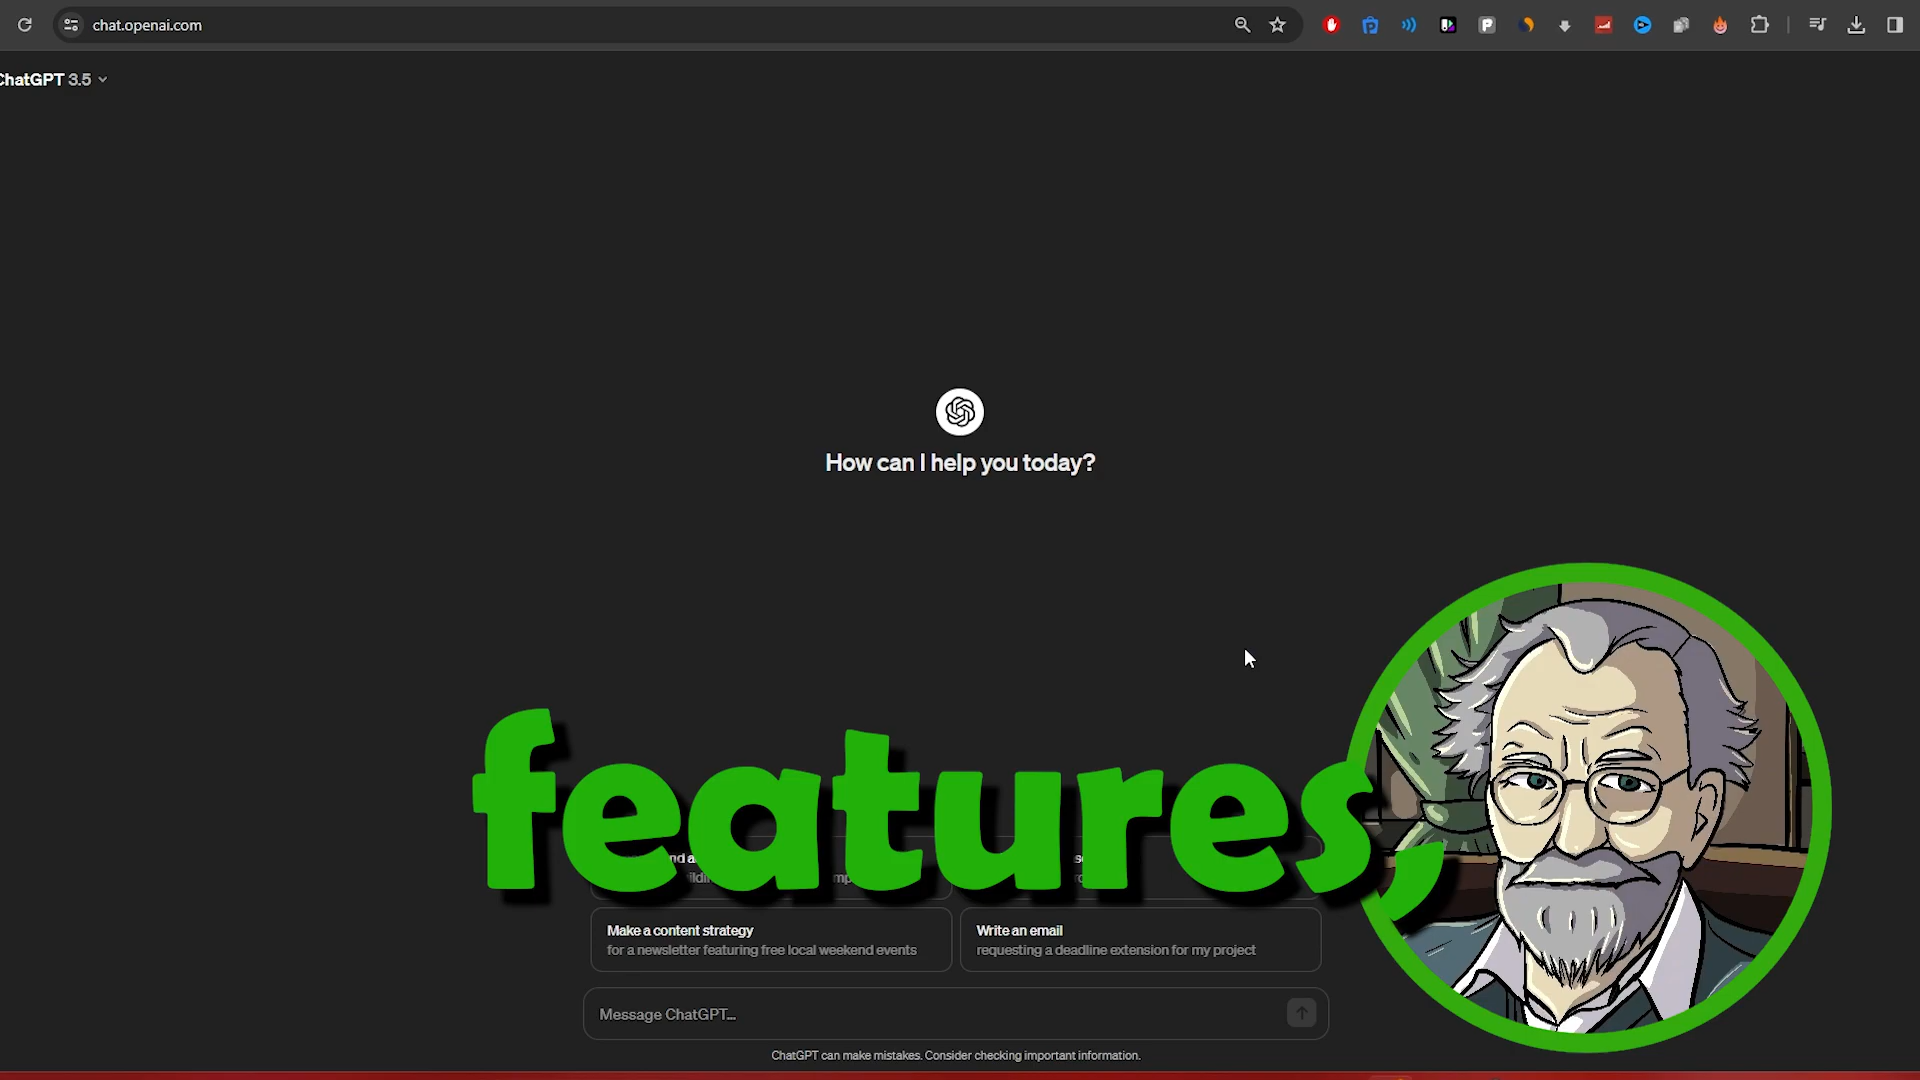 chat.openai.com
ChatGPT 3.5
How can I help you today?
features,
Make a content strategy
for a newsletter featuring free local weekend events
Write an email
requesting a deadline extension for my project
Message ChatGPT...
ChatGPT can make mistakes. Consider checking important information.